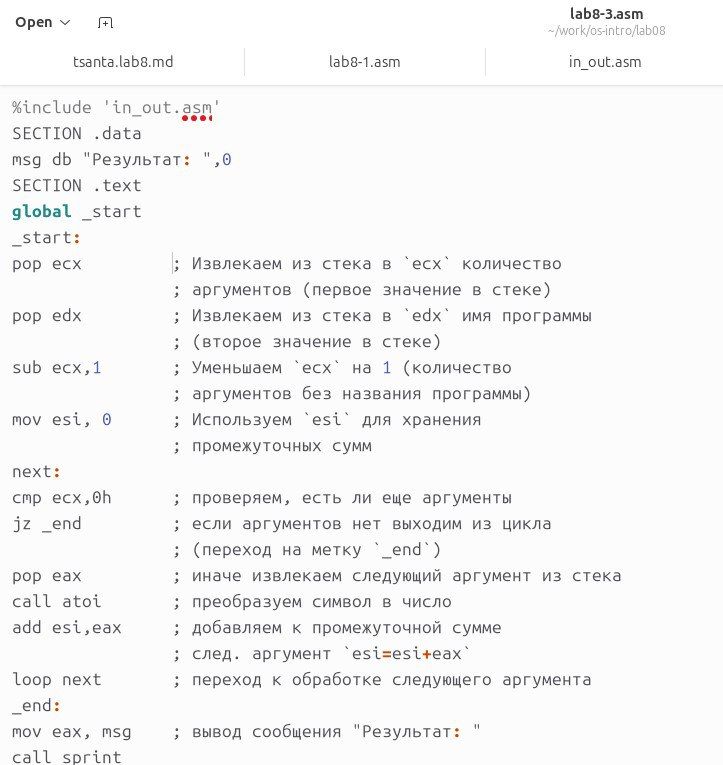 Open
lab8-3.asm
~/work/os-intro/lab08
tsanta.lab8.md lab8-1.asm in_out.asm
%include 'in_out.asm'
SECTION .data
msg db "Результат: ",0
SECTION .text
global _start
_start:
pop ecx ; Извлекаем из стека в `ecx` количество
; аргументов (первое значение в стеке)
pop edx ; Извлекаем из стека в `edx` имя программы
; (второе значение в стеке)
sub ecx,1 ; Уменьшаем `ecx` на 1 (количество
; аргументов без названия программы)
mov esi, 0 ; Используем `esi` для хранения
; промежуточных сумм
next:
cmp ecx,0h ; проверяем, есть ли еще аргументы
jz _end ; если аргументов нет выходим из цикла
; (переход на метку `_end`)
pop eax ; иначе извлекаем следующий аргумент из стека
call atoi ; преобразуем символ в число
add esi,eax ; добавляем к промежуточной сумме
; след. аргумент `esi=esi+eax`
loop next ; переход к обработке следующего аргумента
_end:
mov eax, msg ; вывод сообщения "Результат: "
call sprint